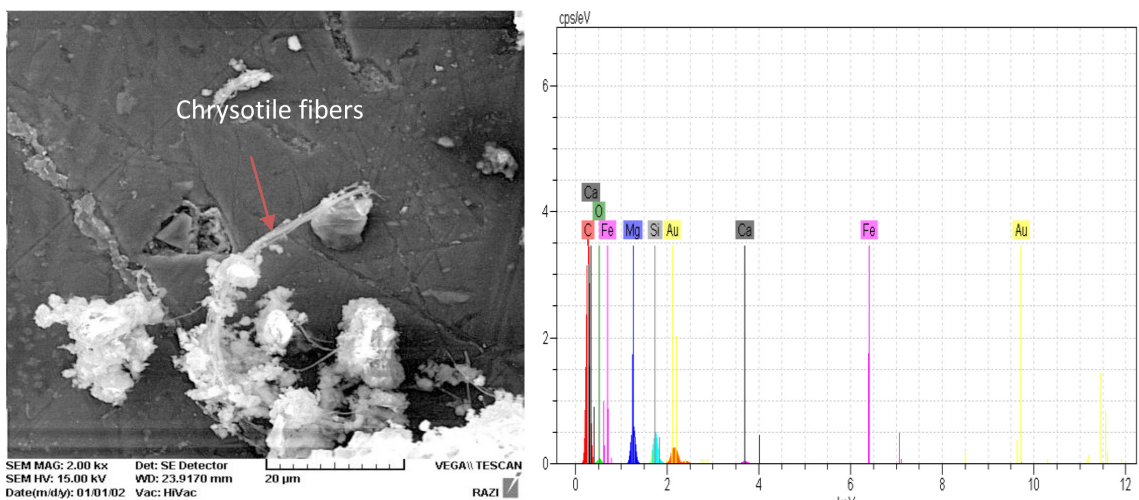 Chrysotile fibers
SEM MAG: 2.00 kx Det: SE Detector
SEM HV: 15.00 kV WD: 23.9170 mm 20 µm VEGA\\ TESCAN
Date(m/d/y): 01/01/02 Vac: HiVac RAZI
cps/eV
6
4
2
0
Ca
O
C Fe Mg Si Au Ca Fe Au
0 2 4 6 8 10 12